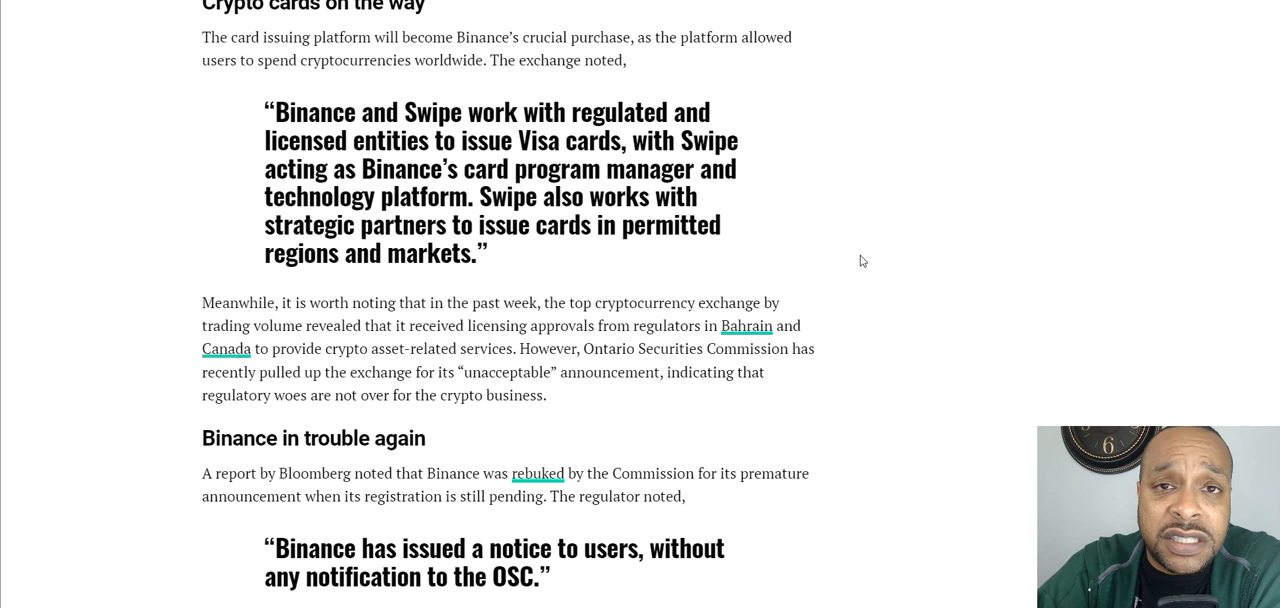 Crypto cards on the way
The card issuing platform will become Binance’s crucial purchase, as the platform allowed
users to spend cryptocurrencies worldwide. The exchange noted,
“Binance and Swipe work with regulated and
licensed entities to issue Visa cards, with Swipe
acting as Binance’s card program manager and
technology platform. Swipe also works with
strategic partners to issue cards in permitted
regions and markets.”
Meanwhile, it is worth noting that in the past week, the top cryptocurrency exchange by
trading volume revealed that it received licensing approvals from regulators in Bahrain and
Canada to provide crypto asset-related services. However, Ontario Securities Commission has
recently pulled up the exchange for its “unacceptable” announcement, indicating that
regulatory woes are not over for the crypto business.
Binance in trouble again
A report by Bloomberg noted that Binance was rebuked by the Commission for its premature
announcement when its registration is still pending. The regulator noted,
“Binance has issued a notice to users, without
any notification to the OSC.”
6